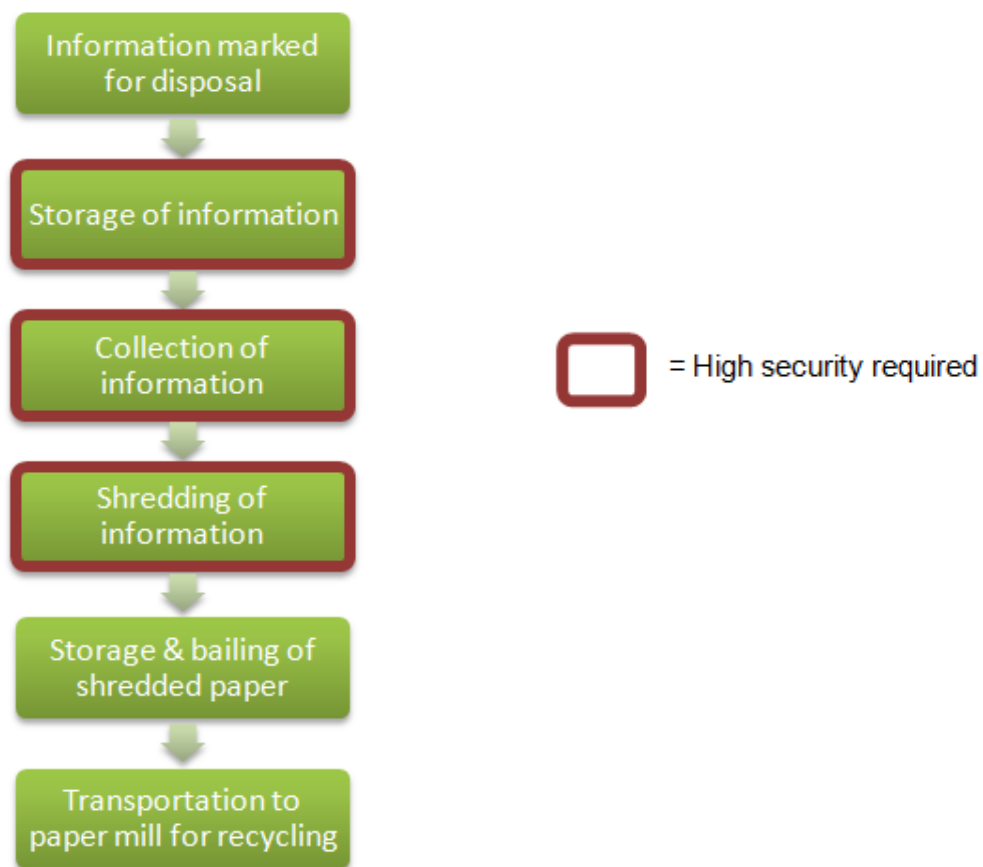 Information marked
for disposal
Storage of information
Collection of
information
= High security required
Shredding of
information
Storage & bailing of
shredded paper
Transportation to
paper mill for recycling